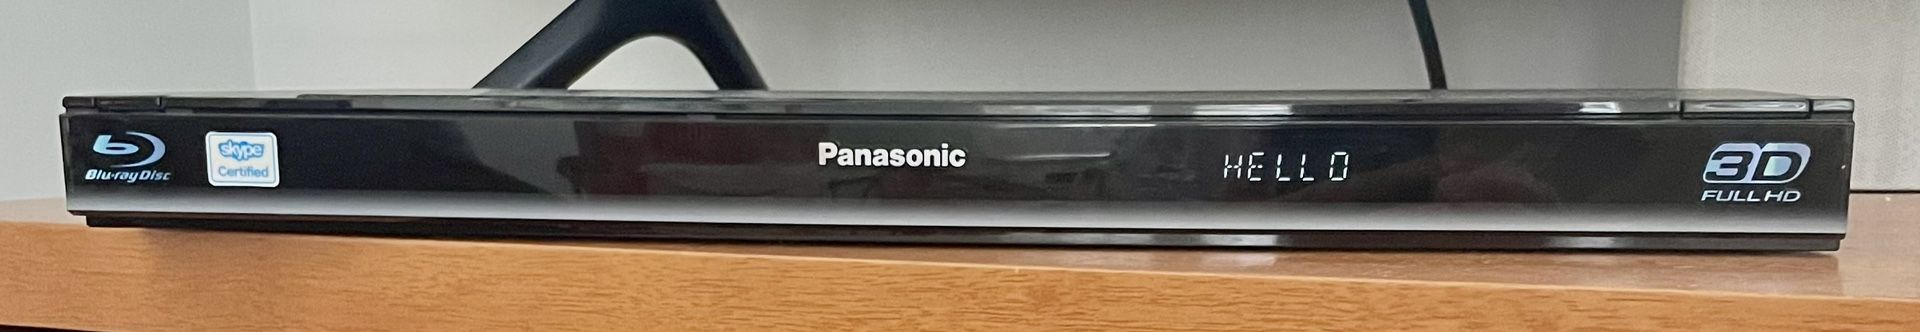 Blu-ray Disc
skype
Certified
Panasonic
HELLO
3D
FULL HD